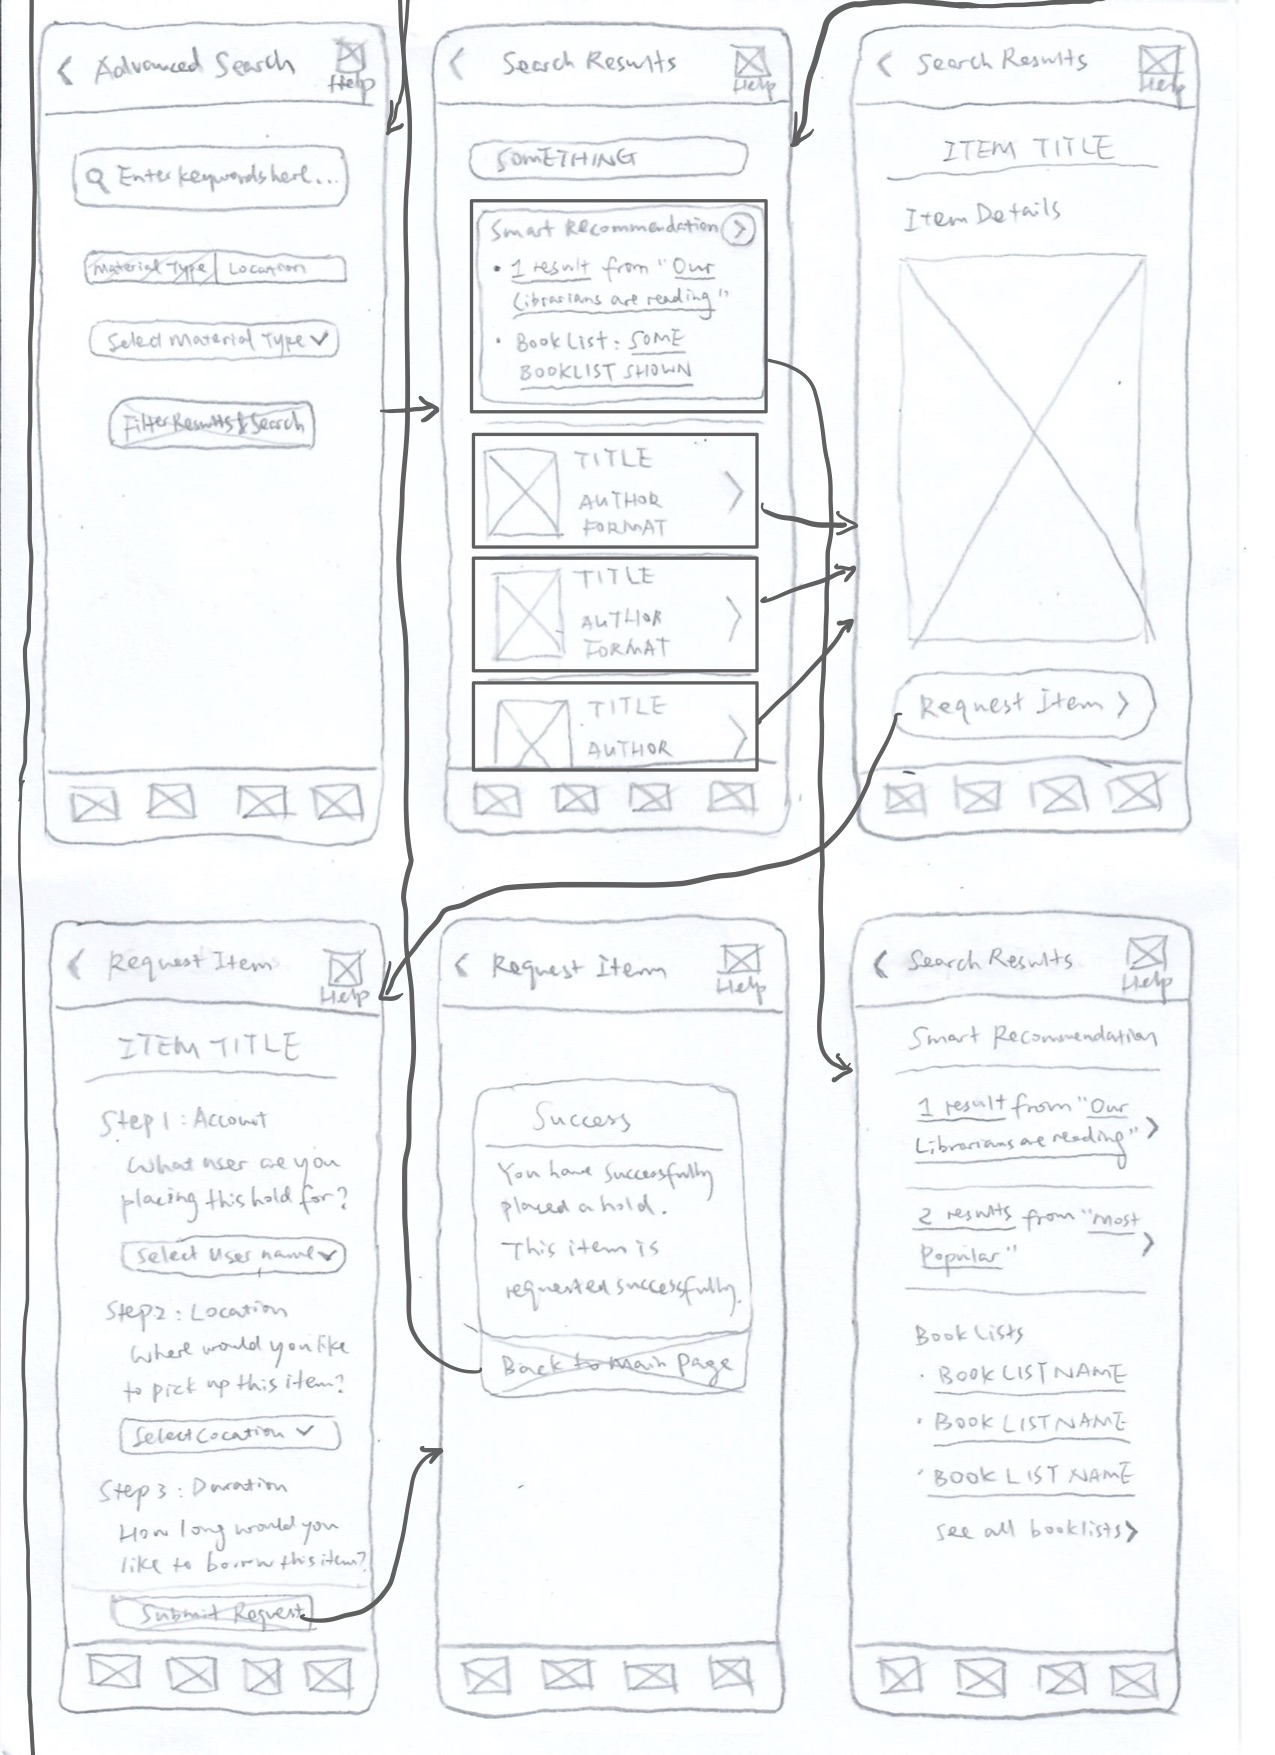 Advanced Search
Help
Enter keywords here...
Material Type
Location
Select Material Type
Filter Results & Search
Search Results
Help
SOMETHING
Smart Recommendation
• 1 result from "Our
Librarians are reading"
• Book List: SOME
BOOKLIST SHOWN
TITLE
AUTHOR
FORMAT
TITLE
AUTHOR
FORMAT
TITLE
AUTHOR
Search Results
Help
ITEM TITLE
Item Details
Request Item >
Request Item
Help
ITEM TITLE
Step 1: Account
What user are you
placing this hold for?
Select User name
Step 2: Location
Where would you like
to pick up this item?
Select Location
Step 3: Duration
How long would you
like to borrow this item?
Submit Request
Request Item
Help
Success
You have successfully
placed a hold.
This item is
requested successfully.
Back to Main Page
Search Results
Help
Smart Recommendation
1 result from "Our
Librarians are reading" >
2 results from "Most
Popular" >
Book Lists
• BOOK LIST NAME
• BOOK LIST NAME
• BOOK LIST NAME
see all booklists >